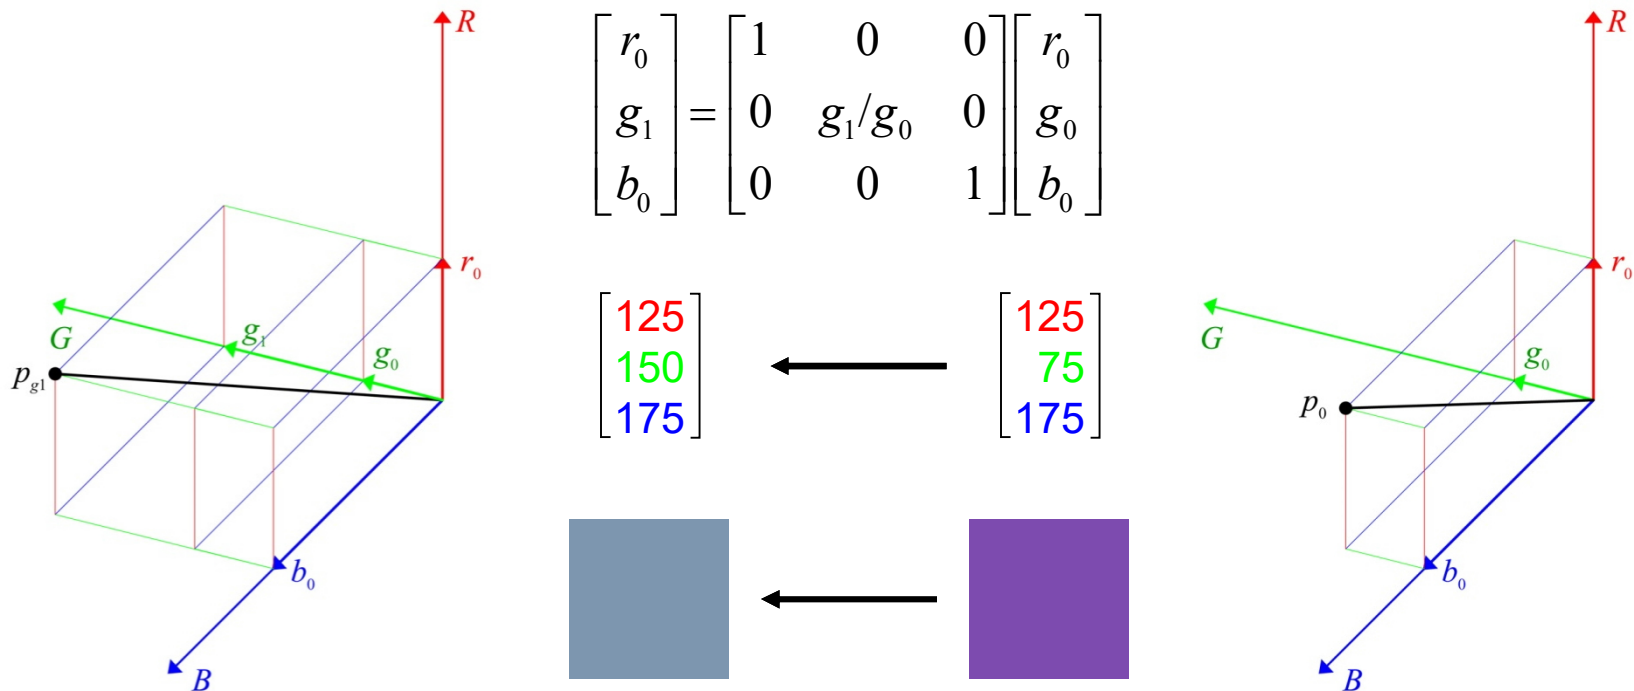 R
r₀
G
g₁
g₀
p_g1
b₀
B
[r₀ g₁ b₀] = [1 0 0; 0 g₁/g₀ 0; 0 0 1] [r₀ g₀ b₀]
125 125
150 75
175 175
R
r₀
G
g₀
p₀
b₀
B